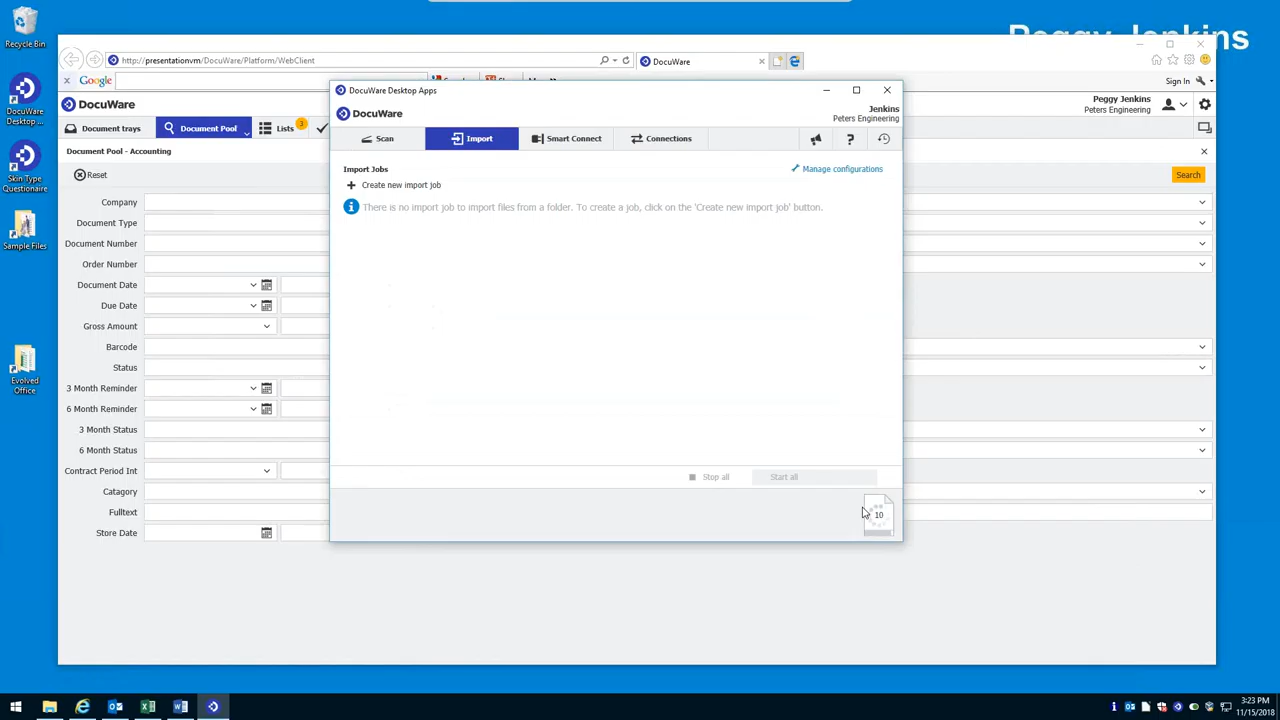 Peggy Jenkins
Recycle Bin
DocuWare
Desktop ...
Skin Type
Questionaire
Sample Files
Evolved
Office
http://presentationvm/DocuWare/Platform/WebClient
DocuWare
Google
Sign In
DocuWare
Peggy Jenkins
Peters Engineering
Document trays
Document Pool
Lists
3
Document Pool - Accounting
Reset
Search
Company
Document Type
Document Number
Order Number
Document Date
Due Date
Gross Amount
Barcode
Status
3 Month Reminder
6 Month Reminder
3 Month Status
6 Month Status
Contract Period Int
Catagory
Fulltext
Store Date
DocuWare Desktop Apps
DocuWare
Jenkins
Peters Engineering
Scan
Import
Smart Connect
Connections
Import Jobs
Manage configurations
Create new import job
There is no import job to import files from a folder. To create a job, click on the 'Create new import job' button.
Stop all
Start all
10
3:23 PM
11/15/2018